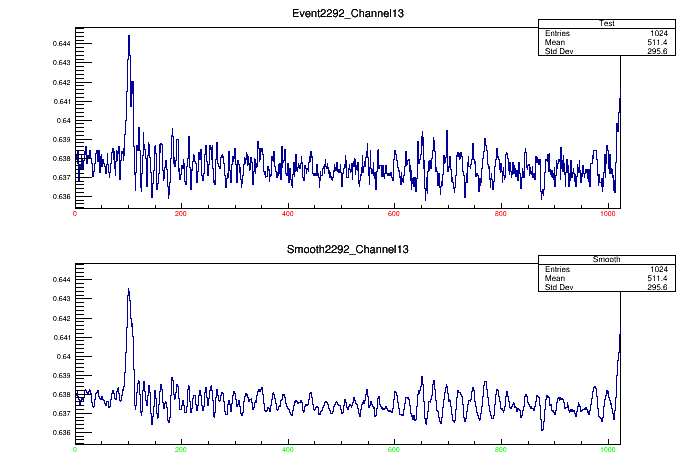 Event2292_Channel13
Test
Entries 1024
Mean 511.4
Std Dev 295.6
0.644
0.643
0.642
0.641
0.64
0.639
0.638
0.637
0.636
0 200 400 600 800 1000
Smooth2292_Channel13
Smooth
Entries 1024
Mean 511.4
Std Dev 295.6
0.644
0.643
0.642
0.641
0.64
0.639
0.638
0.637
0.636
0 200 400 600 800 1000